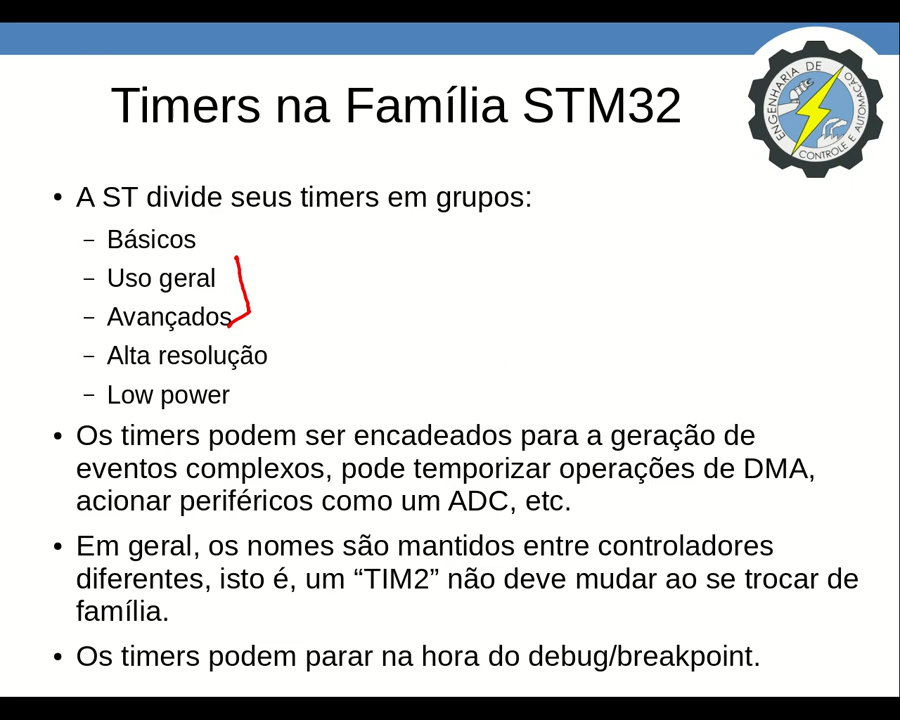 Timers na Família STM32
ENGENHARIA DE
CONTROLE E AUTOMAÇÃO
• A ST divide seus timers em grupos:
– Básicos
– Uso geral
– Avançados
– Alta resolução
– Low power
• Os timers podem ser encadeados para a geração de
eventos complexos, pode temporizar operações de DMA,
acionar periféricos como um ADC, etc.
• Em geral, os nomes são mantidos entre controladores
diferentes, isto é, um “TIM2” não deve mudar ao se trocar de
família.
• Os timers podem parar na hora do debug/breakpoint.